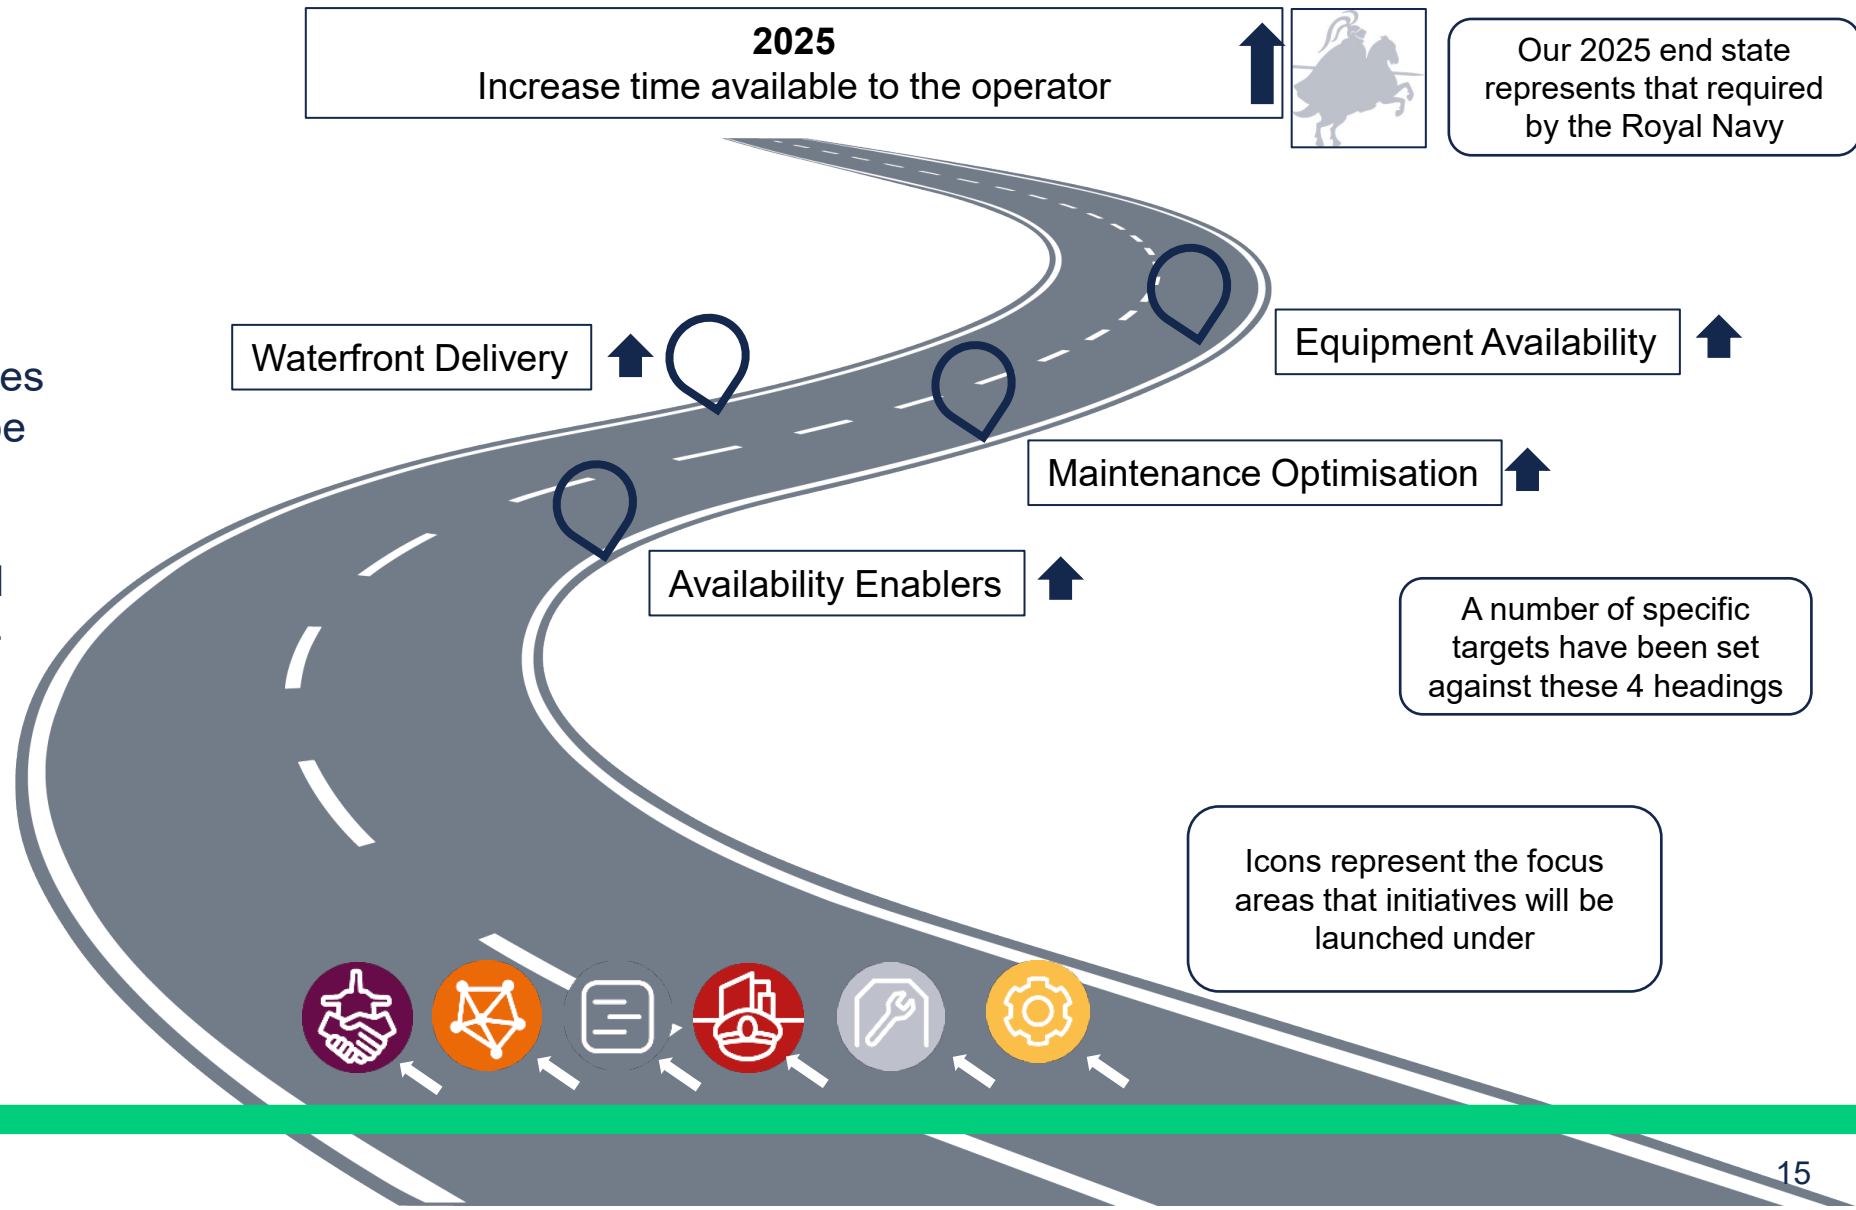 2025
Increase time available to the operator
Our 2025 end state
represents that required
by the Royal Navy
Waterfront Delivery
Equipment Availability
es
Maintenance Optimisation
Availability Enablers
A number of specific
targets have been set
against these 4 headings
Icons represent the focus
areas that initiatives will be
launched under
15